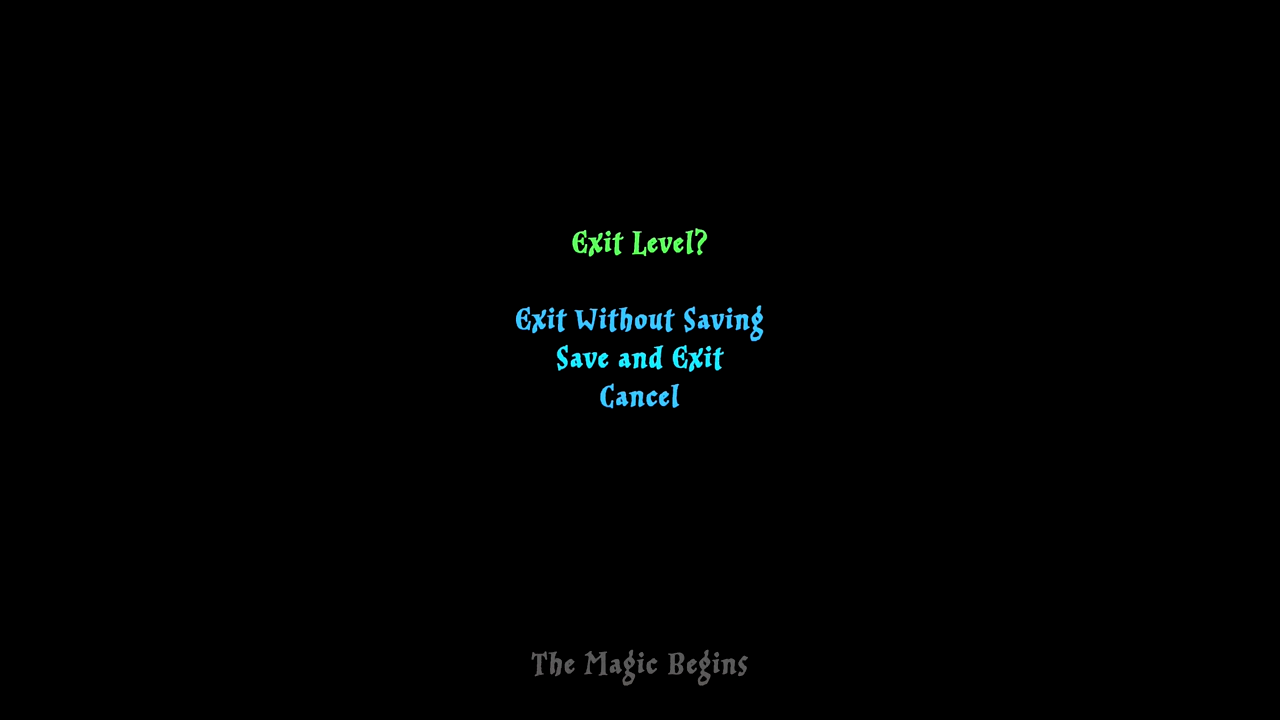 Exit Level?
Exit Without Saving
Save and Exit
Cancel
The Magic Begins